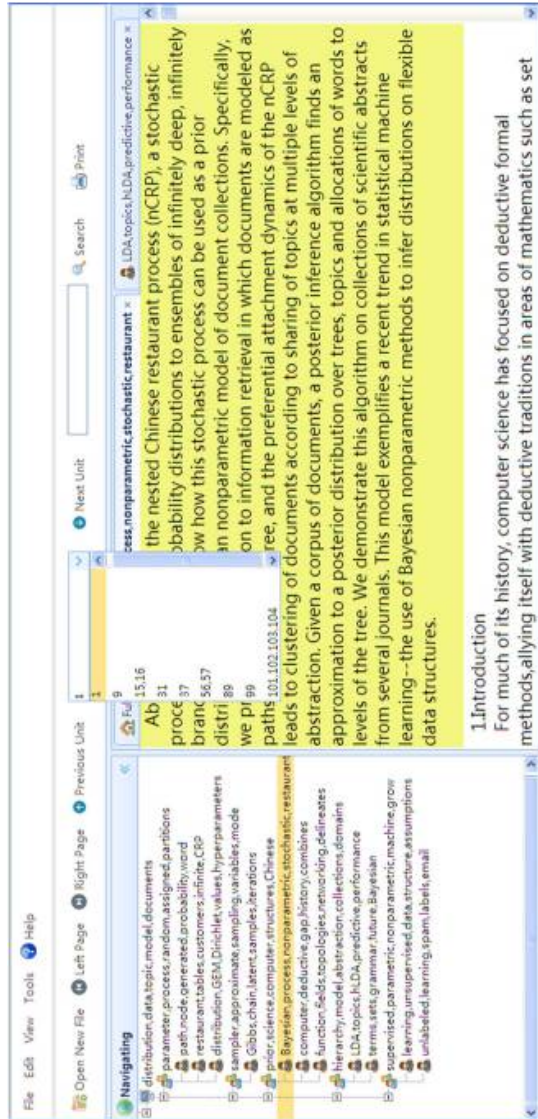 File Edit View Tools Help
Open New File Left Page Right Page Previous Unit Next Unit Search Print
Navigating
distribution,data,topic,model,documents
parameter,process,random,assigned,partitions
path,node,generated,probability,word
restaurant,tables,customers,infinite,CRP
distribution,GEM,Dirichlet,values,hyperparameters
sampler,approximate,sampling,variables,mode
Gibbs,chain,latent,samples,iterations
prior,science,computer,structures,Chinese
Bayesian,process,nonparametric,stochastic,restaurant
computer,deductive,gap,history,combines
function,fields,topologies,networking,delineates
hierarchy,model,abstraction,collections,domains
LDA,topics,hLDA,predictive,performance
terms,sets,grammar,future,Bayesian
supervised,parametric,nonparametric,machine,grow
learning,unsupervised,data,structure,assumptions
unlabeled,learning,spam,labels,email
1
1
9
15,16
31
37
56,57
89
99
101,102,103,104
Fu
cess,nonparametric,stochastic,restaurant × LDA,topics,hLDA,predictive,performance ×
Ab the nested Chinese restaurant process (nCRP), a stochastic
proce obability distributions to ensembles of infinitely deep, infinitely
branc ow how this stochastic process can be used as a prior
distri an nonparametric model of document collections. Specifically,
we pr on to information retrieval in which documents are modeled as
paths ree, and the preferential attachment dynamics of the nCRP
leads to clustering of documents according to sharing of topics at multiple levels of
abstraction. Given a corpus of documents, a posterior inference algorithm finds an
approximation to a posterior distribution over trees, topics and allocations of words to
levels of the tree. We demonstrate this algorithm on collections of scientific abstracts
from several journals. This model exemplifies a recent trend in statistical machine
learning--the use of Bayesian nonparametric methods to infer distributions on flexible
data structures.
1.Introduction
For much of its history, computer science has focused on deductive formal
methods,allying itself with deductive traditions in areas of mathematics such as set